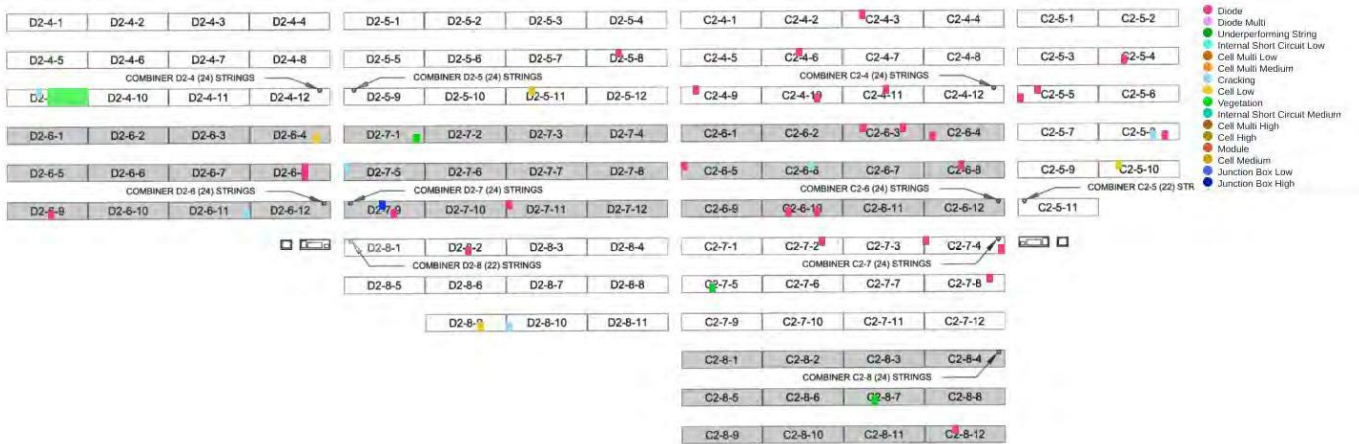 D2-4-1 D2-4-2 D2-4-3 D2-4-4 D2-5-1 D2-5-2 D2-5-3 D2-5-4 C2-4-1 C2-4-2 C2-4-3 C2-4-4 C2-5-1 C2-5-2
D2-4-5 D2-4-6 D2-4-7 D2-4-8 D2-5-5 D2-5-6 D2-5-7 D2-5-8 C2-4-5 C2-4-6 C2-4-7 C2-4-8 C2-5-3 C2-5-4
COMBINER D2-4 (24) STRINGS COMBINER D2-5 (24) STRINGS COMBINER C2-4 (24) STRINGS
D2- D2-4-10 D2-4-11 D2-4-12 D2-5-9 D2-5-10 D2-5-11 D2-5-12 C2-4-9 C2-4-10 C2-4-11 C2-4-12 C2-5-5 C2-5-6
D2-6-1 D2-6-2 D2-6-3 D2-6-4 D2-7-1 D2-7-2 D2-7-3 D2-7-4 C2-6-1 C2-6-2 C2-6-3 C2-6-4 C2-5-7 C2-5-8
D2-6-5 D2-6-6 D2-6-7 D2-6- D2-7-5 D2-7-6 D2-7-7 D2-7-8 C2-6-5 C2-6-6 C2-6-7 C2-6-8 C2-5-9 C2-5-10
COMBINER D2-6 (24) STRINGS COMBINER D2-7 (24) STRINGS COMBINER C2-6 (24) STRINGS COMBINER C2-5 (22) STR
D2-6-9 D2-6-10 D2-6-11 D2-6-12 D2-7-9 D2-7-10 D2-7-11 D2-7-12 C2-6-9 C2-6-10 C2-6-11 C2-6-12 C2-5-11
D2-8-1 D2-8-2 D2-8-3 D2-8-4 C2-7-1 C2-7-2 C2-7-3 C2-7-4
COMBINER D2-8 (22) STRINGS COMBINER C2-7 (24) STRINGS
D2-8-5 D2-8-6 D2-8-7 D2-8-8 C2-7-5 C2-7-6 C2-7-7 C2-7-8
D2-8-9 D2-8-10 D2-8-11 C2-7-9 C2-7-10 C2-7-11 C2-7-12
C2-8-1 C2-8-2 C2-8-3 C2-8-4
COMBINER C2-8 (24) STRINGS
C2-8-5 C2-8-6 C2-8-7 C2-8-8
C2-8-9 C2-8-10 C2-8-11 C2-8-12
Diode
Diode Multi
Underperforming String
Internal Short Circuit Low
Cell Multi Low
Cell Multi Medium
Cracking
Cell Low
Vegetation
Internal Short Circuit Medium
Cell Multi High
Cell High
Module
Cell Medium
Junction Box Low
Junction Box High